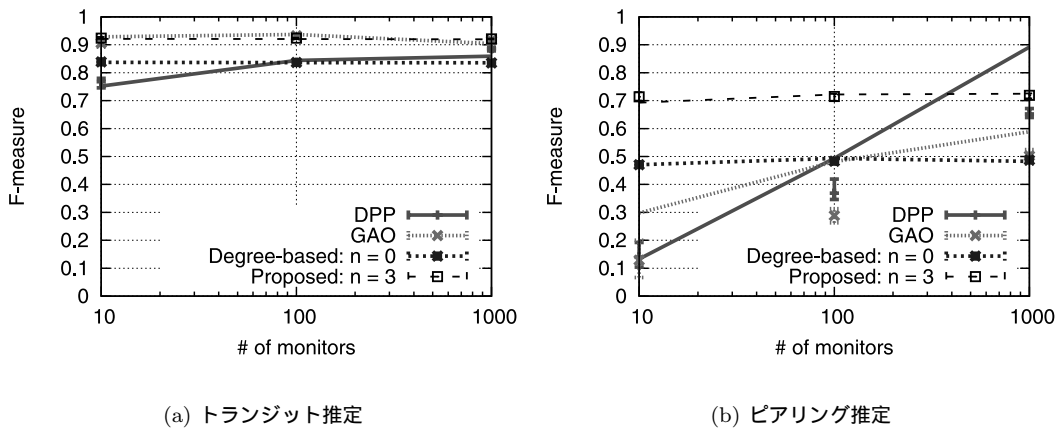 F-measure
1
0.9
0.8
0.7
0.6
0.5
0.4
0.3
0.2
0.1
0
10
100
1000
# of monitors
DPP
GAO
Degree-based: n = 0
Proposed: n = 3
(a) トランジット推定
F-measure
1
0.9
0.8
0.7
0.6
0.5
0.4
0.3
0.2
0.1
0
10
100
1000
# of monitors
DPP
GAO
Degree-based: n = 0
Proposed: n = 3
(b) ピアリング推定